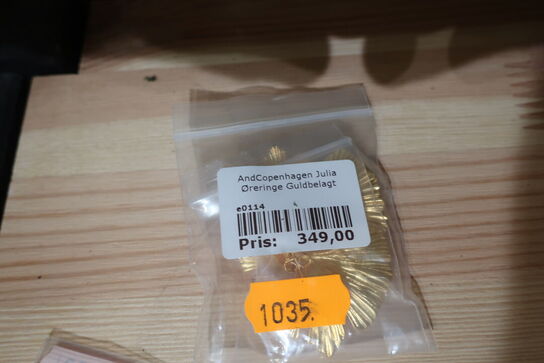 AndCopenhagen Julia
Øreringe Guldbelagt
e0114
Pris: 349,00
1035.